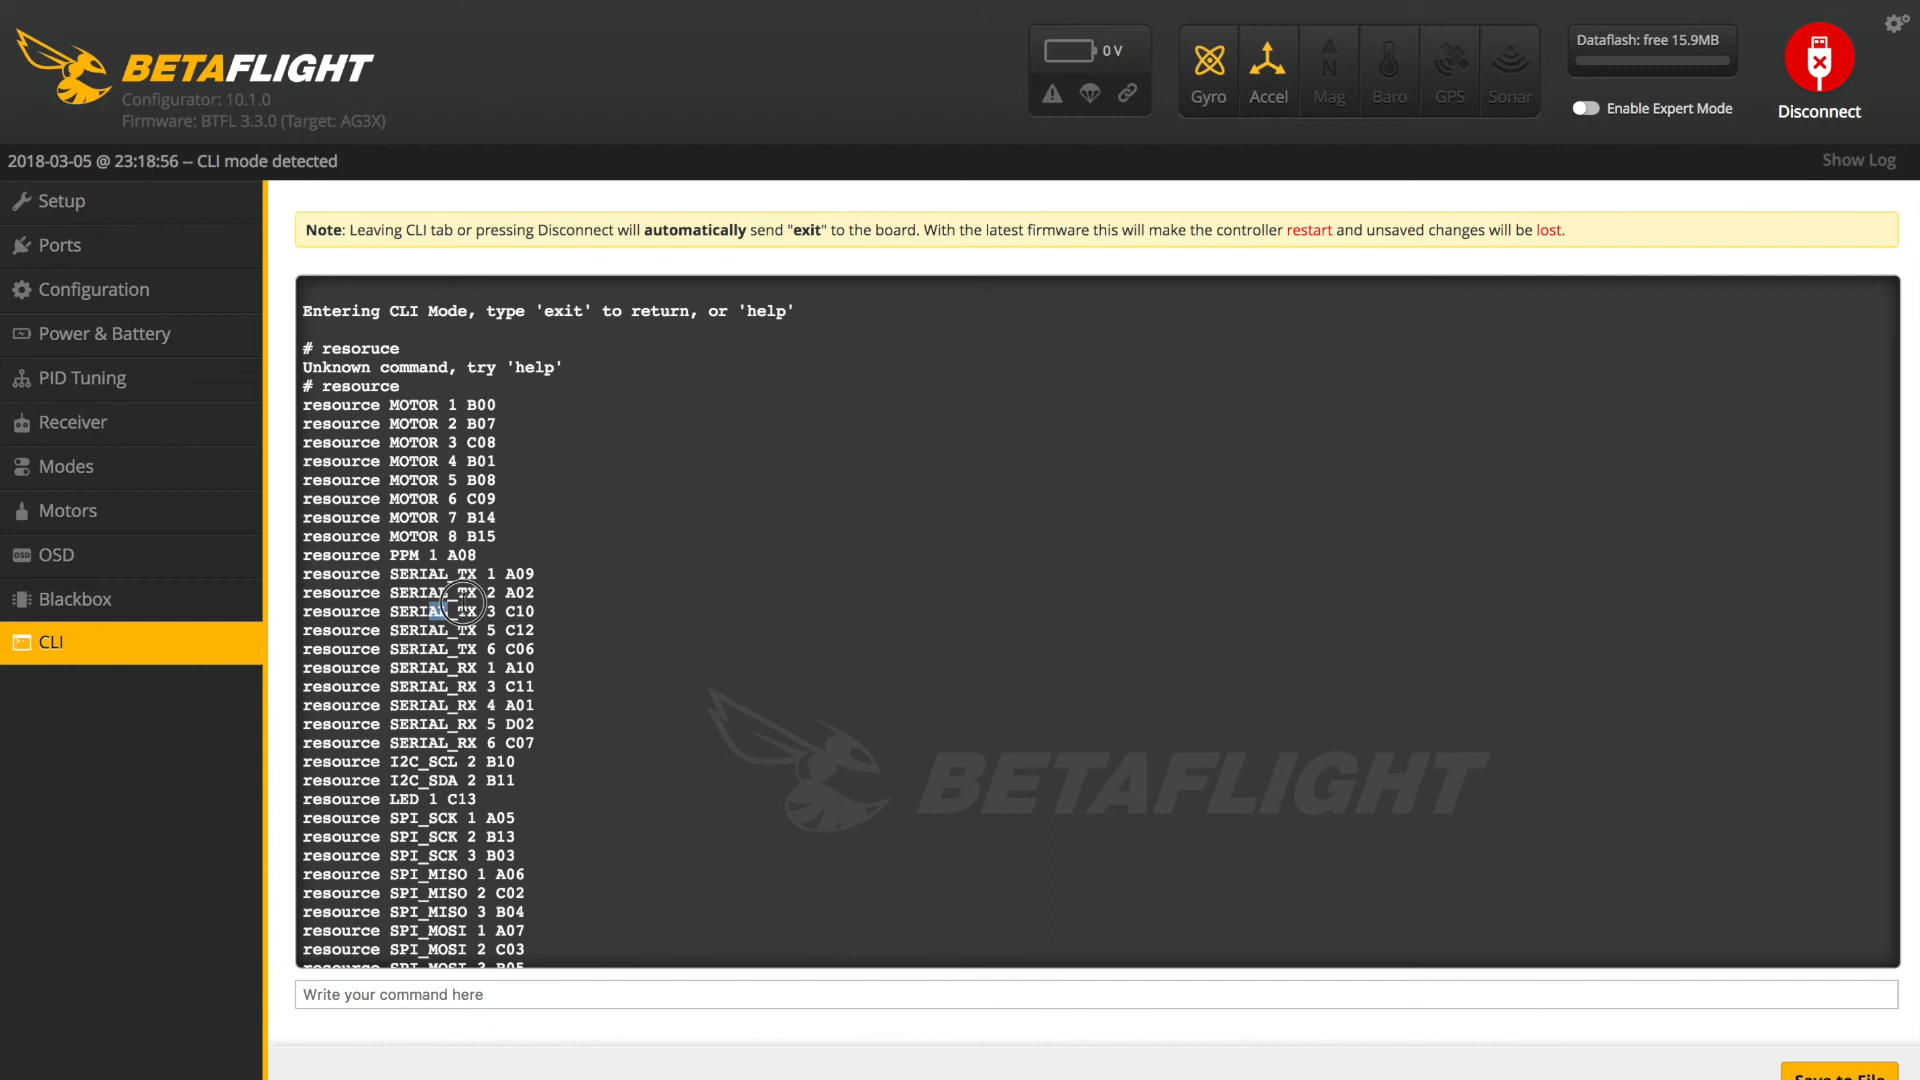 BETAFLIGHT
Configurator: 10.1.0
Firmware: BTFL 3.3.0 (Target: AG3X)
0 V
Gyro
Accel
Mag
Baro
GPS
Sonar
Dataflash: free 15.9MB
Enable Expert Mode
Disconnect
2018-03-05 @ 23:18:56 -- CLI mode detected
Show Log
Setup
Ports
Configuration
Power & Battery
PID Tuning
Receiver
Modes
Motors
OSD
OSD
Blackbox
CLI
Note: Leaving CLI tab or pressing Disconnect will automatically send "exit" to the board. With the latest firmware this will make the controller restart and unsaved changes will be lost.
Entering CLI Mode, type 'exit' to return, or 'help'
# resoruce
Unknown command, try 'help'
# resource
resource MOTOR 1 B00
resource MOTOR 2 B07
resource MOTOR 3 C08
resource MOTOR 4 B01
resource MOTOR 5 B08
resource MOTOR 6 C09
resource MOTOR 7 B14
resource MOTOR 8 B15
resource PPM 1 A08
resource SERIAL_TX 1 A09
resource SERIAL_TX 2 A02
resource SERIAL_TX 3 C10
resource SERIAL_TX 5 C12
resource SERIAL_TX 6 C06
resource SERIAL_RX 1 A10
resource SERIAL_RX 3 C11
resource SERIAL_RX 4 A01
resource SERIAL_RX 5 D02
resource SERIAL_RX 6 C07
resource I2C_SCL 2 B10
resource I2C_SDA 2 B11
resource LED 1 C13
resource SPI_SCK 1 A05
resource SPI_SCK 2 B13
resource SPI_SCK 3 B03
resource SPI_MISO 1 A06
resource SPI_MISO 2 C02
resource SPI_MISO 3 B04
resource SPI_MOSI 1 A07
resource SPI_MOSI 2 C03
resource SPI_MOSI 3 B05
BETAFLIGHT
Write your command here
Save to File